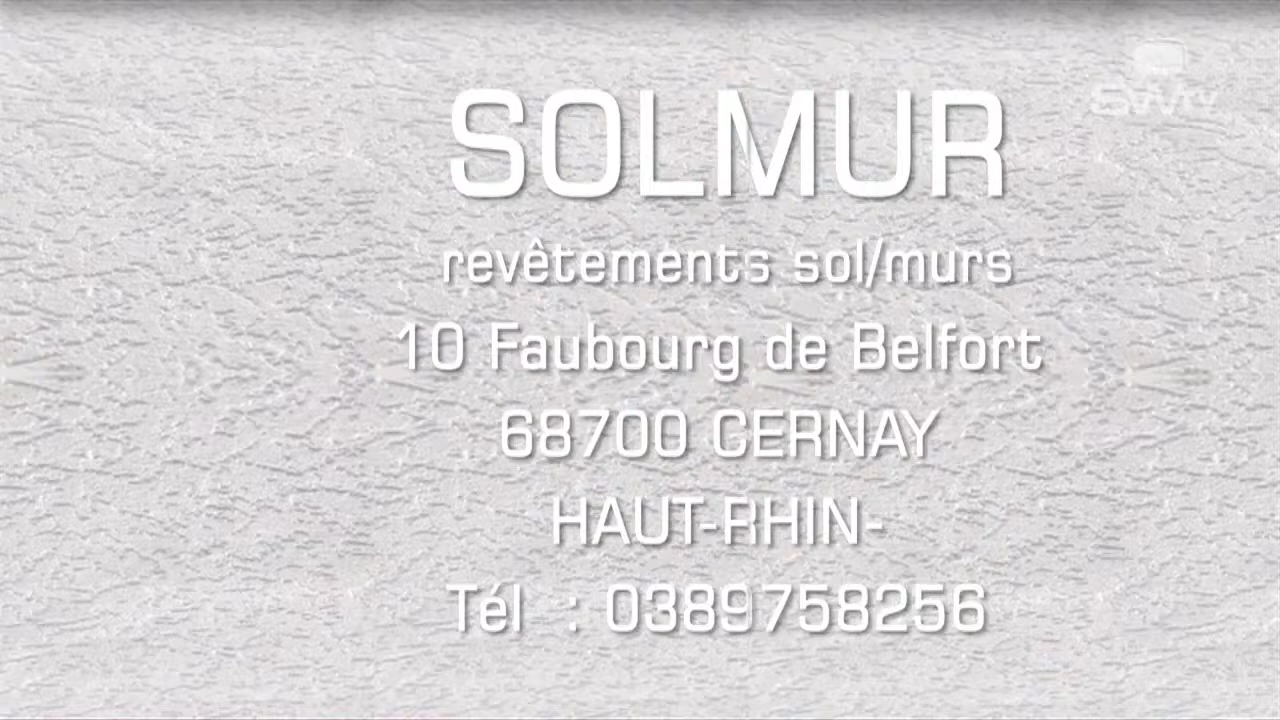 SOLMUR
revêtements sol/murs
10 Faubourg de Belfort
68700 CERNAY
HAUT-RHIN-
Tél : 0389758256